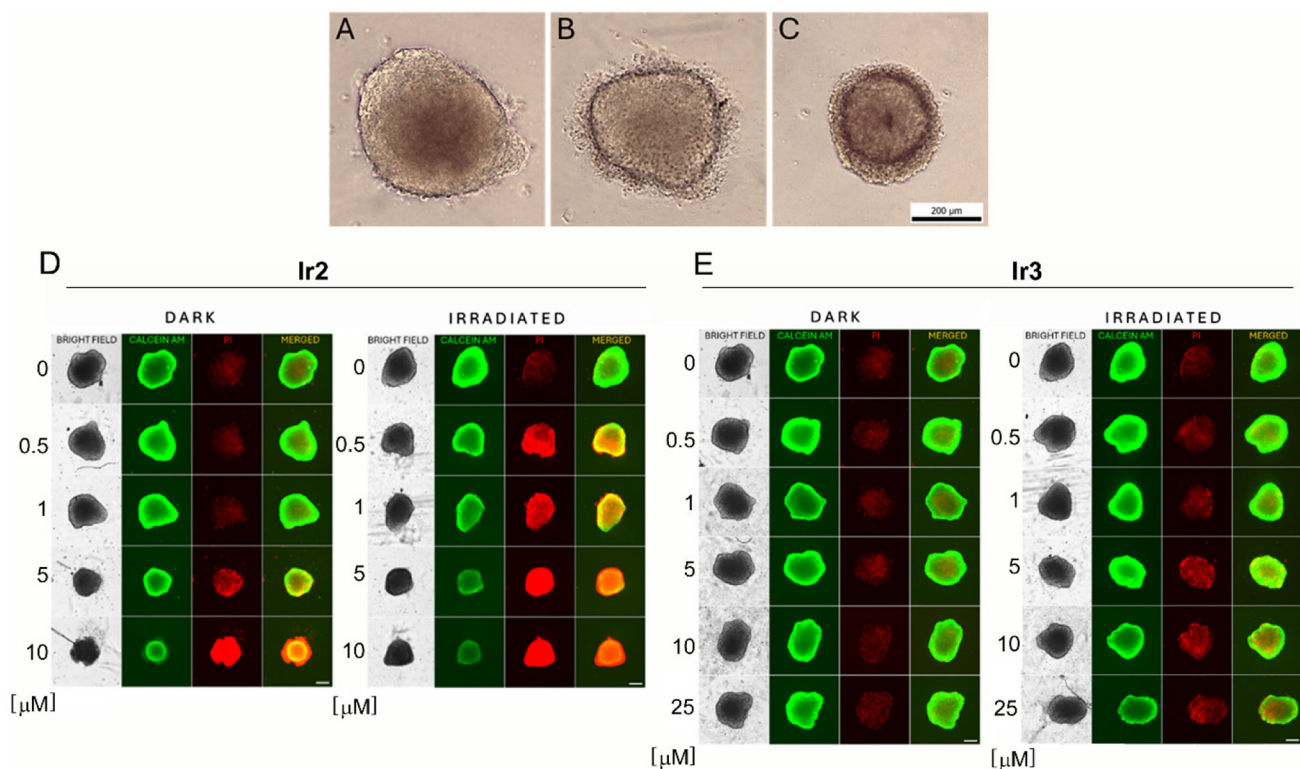 A B C
200 µm
D Ir2
DARK IRRADIATED
BRIGHT FIELD CALCEIN AM PI MERGED BRIGHT FIELD CALCEIN AM PI MERGED
0 0
0.5 0.5
1 1
5 5
10 10
[µM] [µM]
E Ir3
DARK IRRADIATED
BRIGHT FIELD CALCEIN AM PI MERGED BRIGHT FIELD CALCEIN AM PI MERGED
0 0
0.5 0.5
1 1
5 5
10 10
25 25
[µM] [µM]